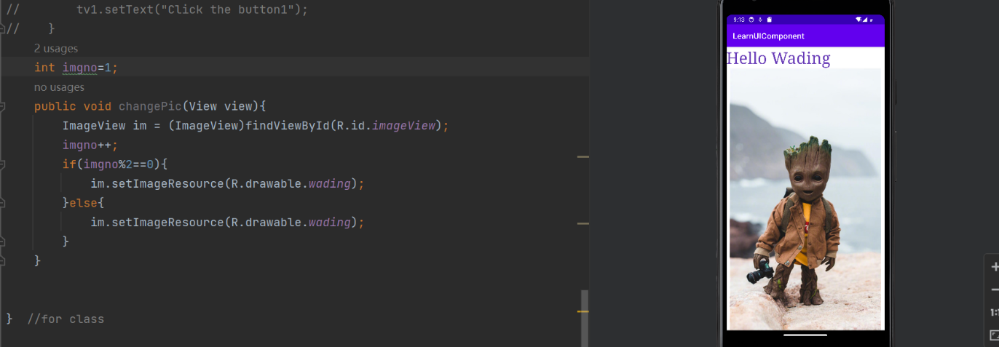 //        tv1.setText("Click the button1");
//    }
2 usages
int imgno=1;
no usages
public void changePic(View view){
ImageView im = (ImageView)findViewById(R.id.imageView);
imgno++;
if(imgno%2==0){
im.setImageResource(R.drawable.wading);
}else{
im.setImageResource(R.drawable.wading);
}
}
}  //for class
9:13
LearnUIComponent
Hello Wading
1:1